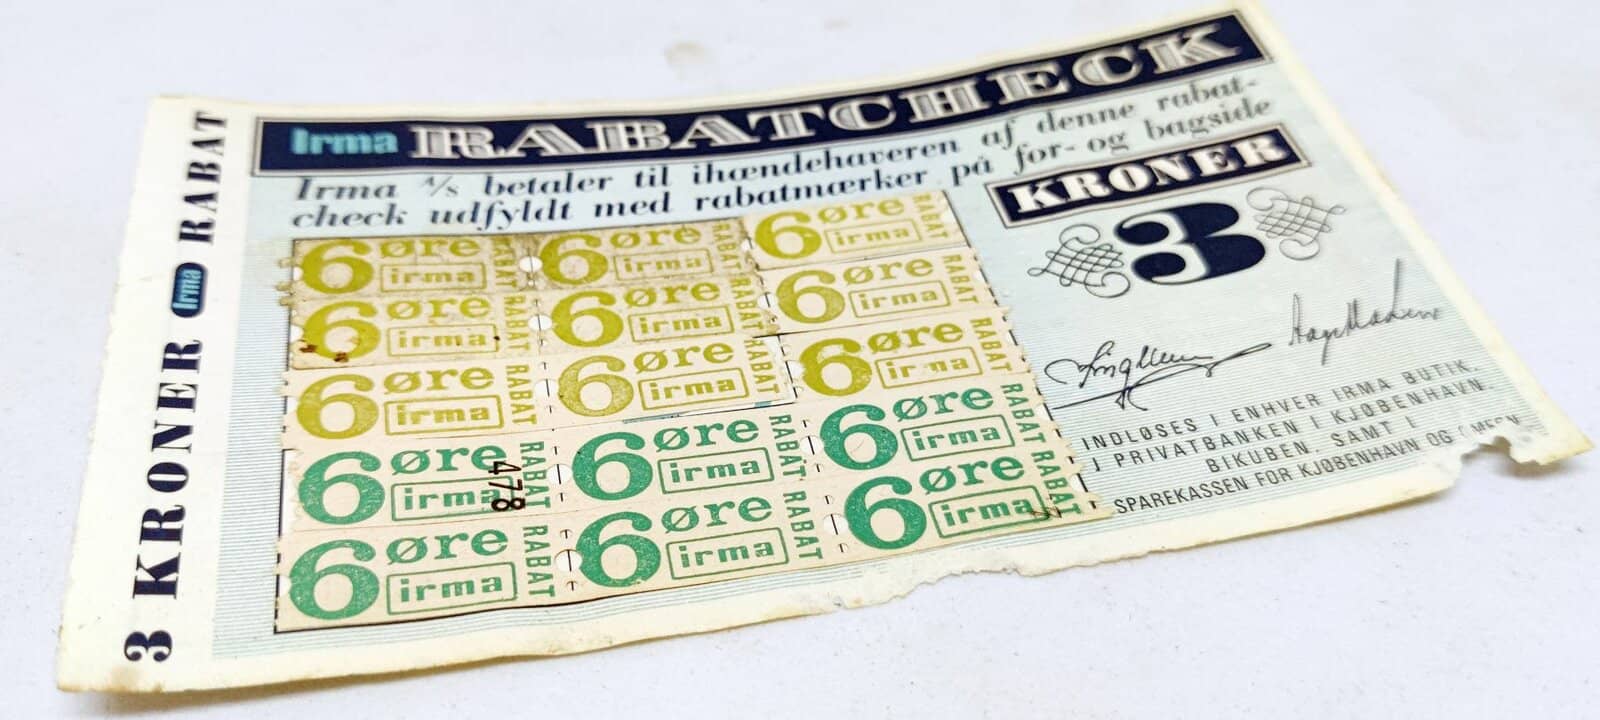 3 KRONER Irma RABAT
Irma RABATCHECK
Irma A/S betaler til ihændehaveren af denne rabat-
check udfyldt med rabatmærker på for- og bagside
KRONER
3
6 øre irma RABAT 6 øre irma RABAT 6 øre irma RABAT
6 øre irma RABAT 6 øre irma RABAT 6 øre irma RABAT
6 øre irma RABAT 6 øre irma RABAT 6 øre irma RABAT
6 øre irma RABAT 478 6 øre irma RABAT 6 øre irma RABAT
6 øre irma RABAT 6 øre irma RABAT 6 øre irma RABAT
INDLØSES I ENHVER IRMA BUTIK.
I PRIVATBANKEN I KJØBENHAVN.
BIKUBEN. SAMT I
SPAREKASSEN FOR KJØBENHAVN OG